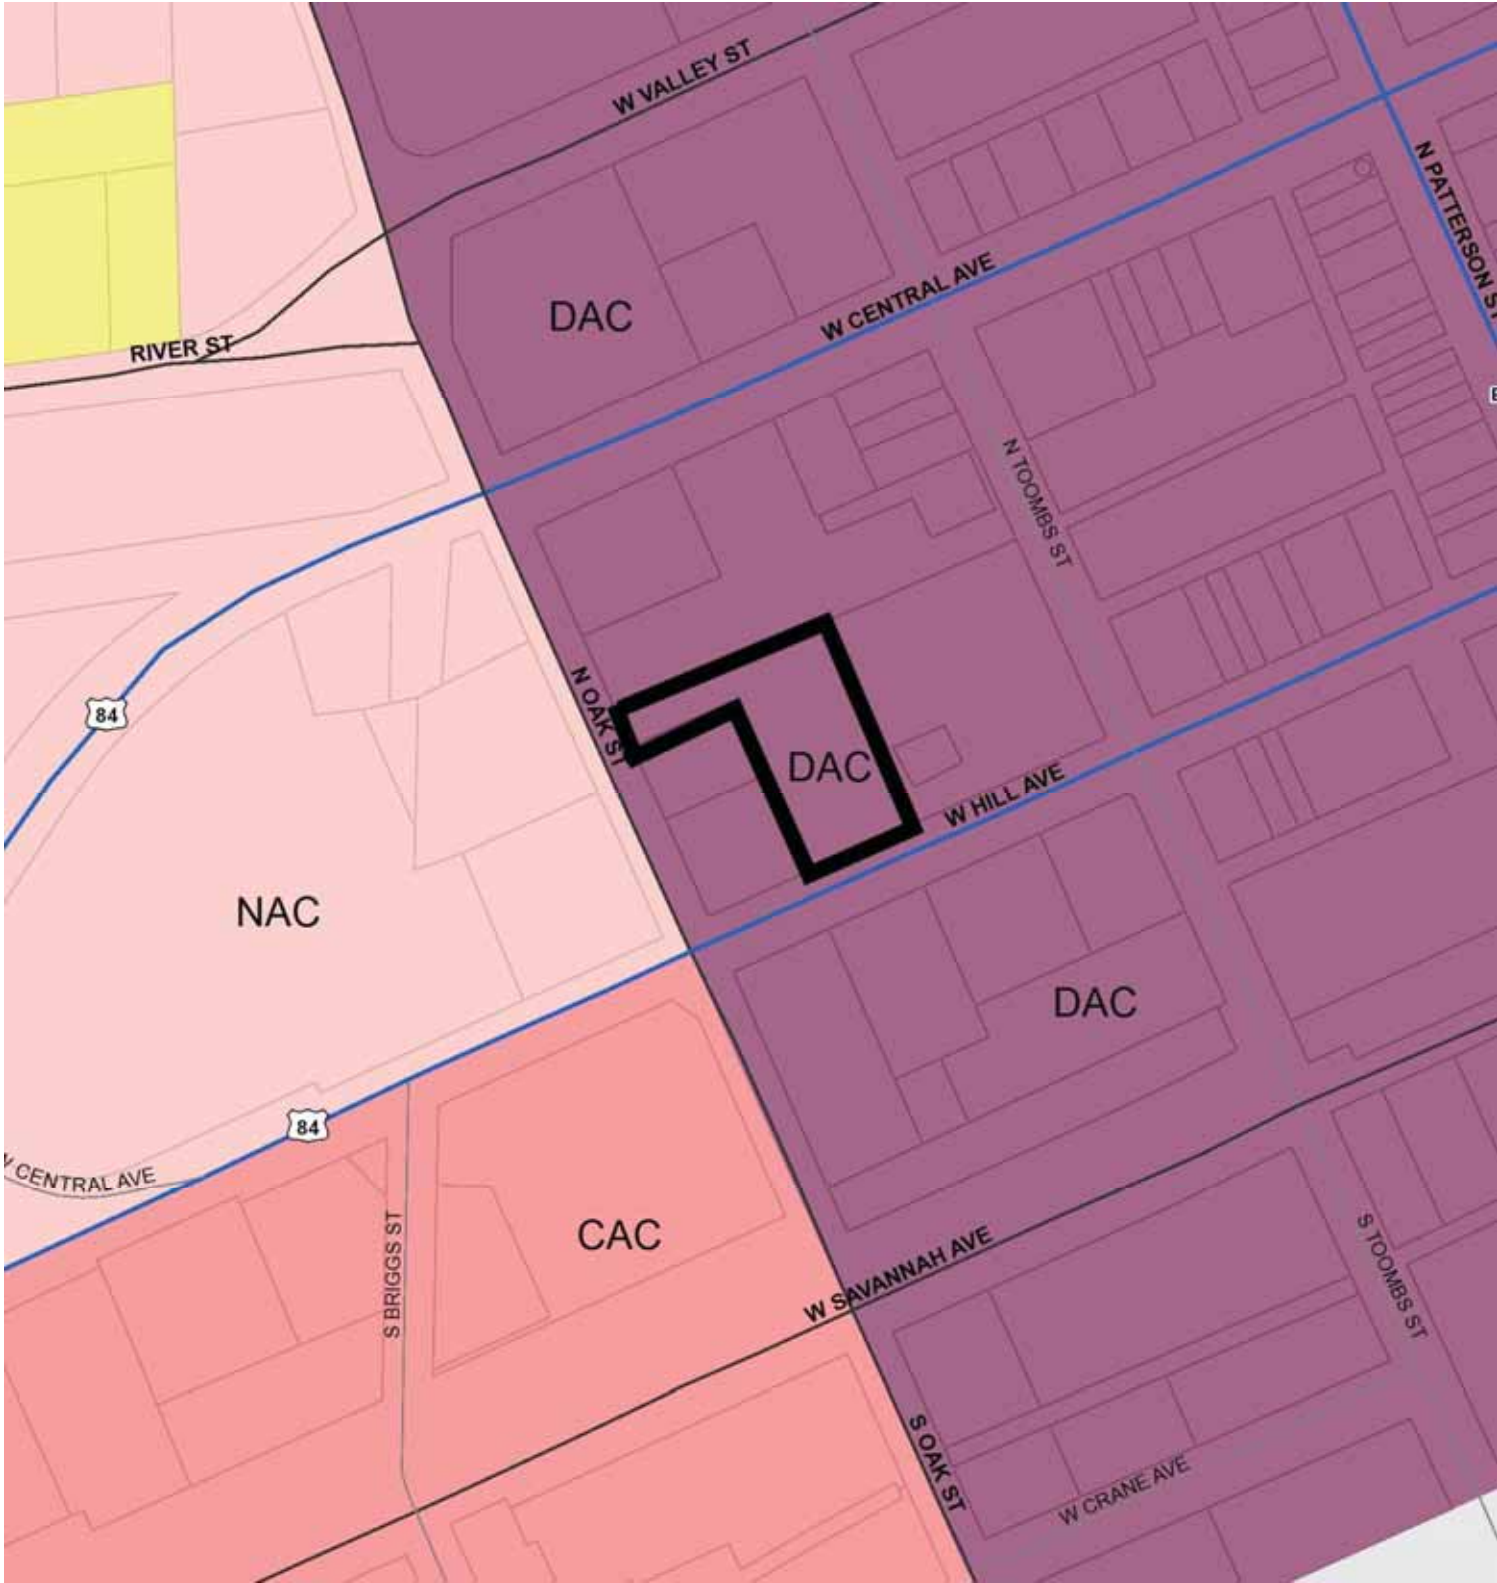 W VALLEY ST
N PATTERSON ST
W CENTRAL AVE
DAC
RIVER ST
N TOOMBS ST
N OAK ST
84
DAC
W HILL AVE
NAC
DAC
84
W CENTRAL AVE
CAC
S BRIGGS ST
W SAVANNAH AVE
S TOOMBS ST
S OAK ST
W CRANE AVE